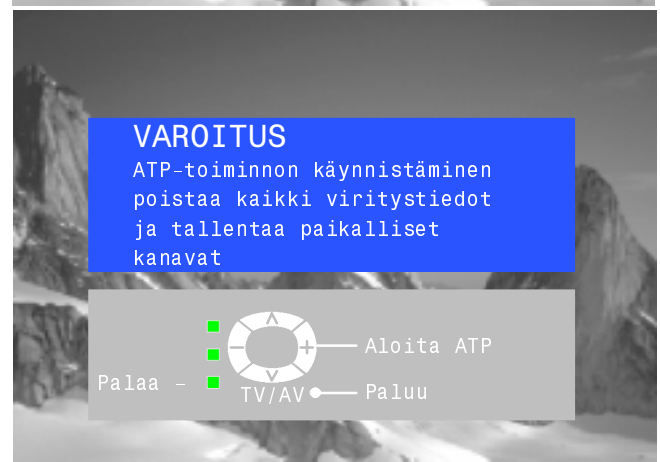 VAROITUS
ATP-toiminnon käynnistäminen
poistaa kaikki viritystiedot
ja tallentaa paikalliset
kanavat
Aloita ATP
Palaa -
TV/AV Paluu